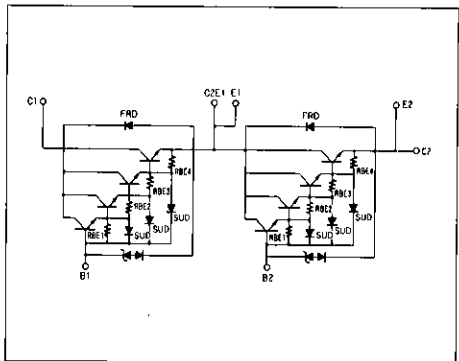 C2E1 E1
C1
FRD
FRD
E2
C2
RBE4
RBE3
RBE2
RBE1
SUD
SUD
SUD
B1
RBE4
RBE3
RBE2
RBE1
SUD
SUD
SUD
B2